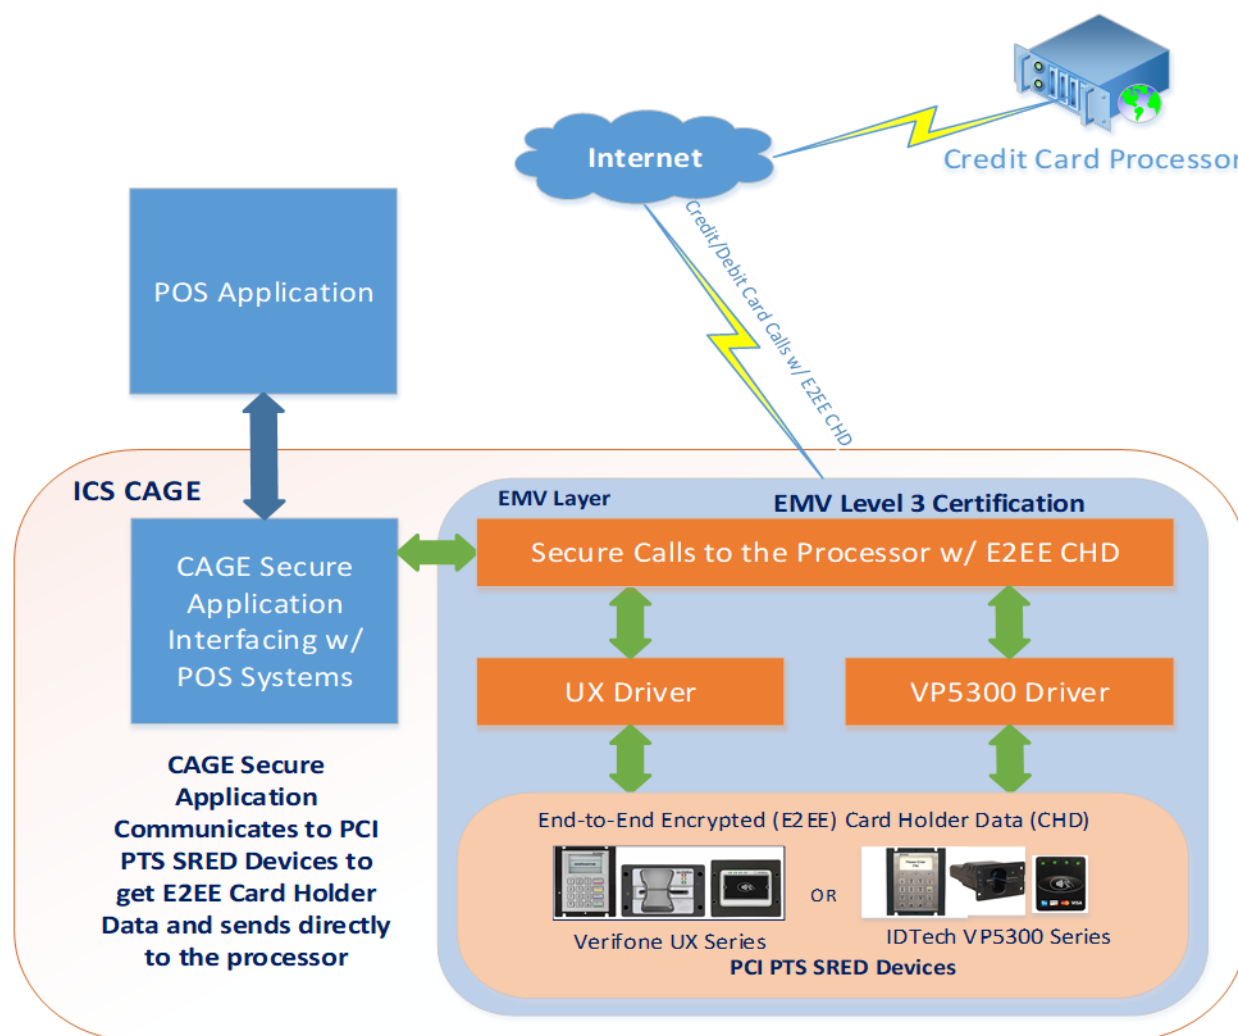 Credit Card Processor
Internet
Credit/Debit Card Calls w/ E2EE CHD
POS Application
ICS CAGE
EMV Layer
EMV Level 3 Certification
Secure Calls to the Processor w/ E2EE CHD
CAGE Secure
Application
Interfacing w/
POS Systems
UX Driver
VP5300 Driver
CAGE Secure
Application
Communicates to PCI
PTS SRED Devices to
get E2EE Card Holder
Data and sends directly
to the processor
End-to-End Encrypted (E2EE) Card Holder Data (CHD)
OR
Verifone UX Series
IDTech VP5300 Series
PCI PTS SRED Devices